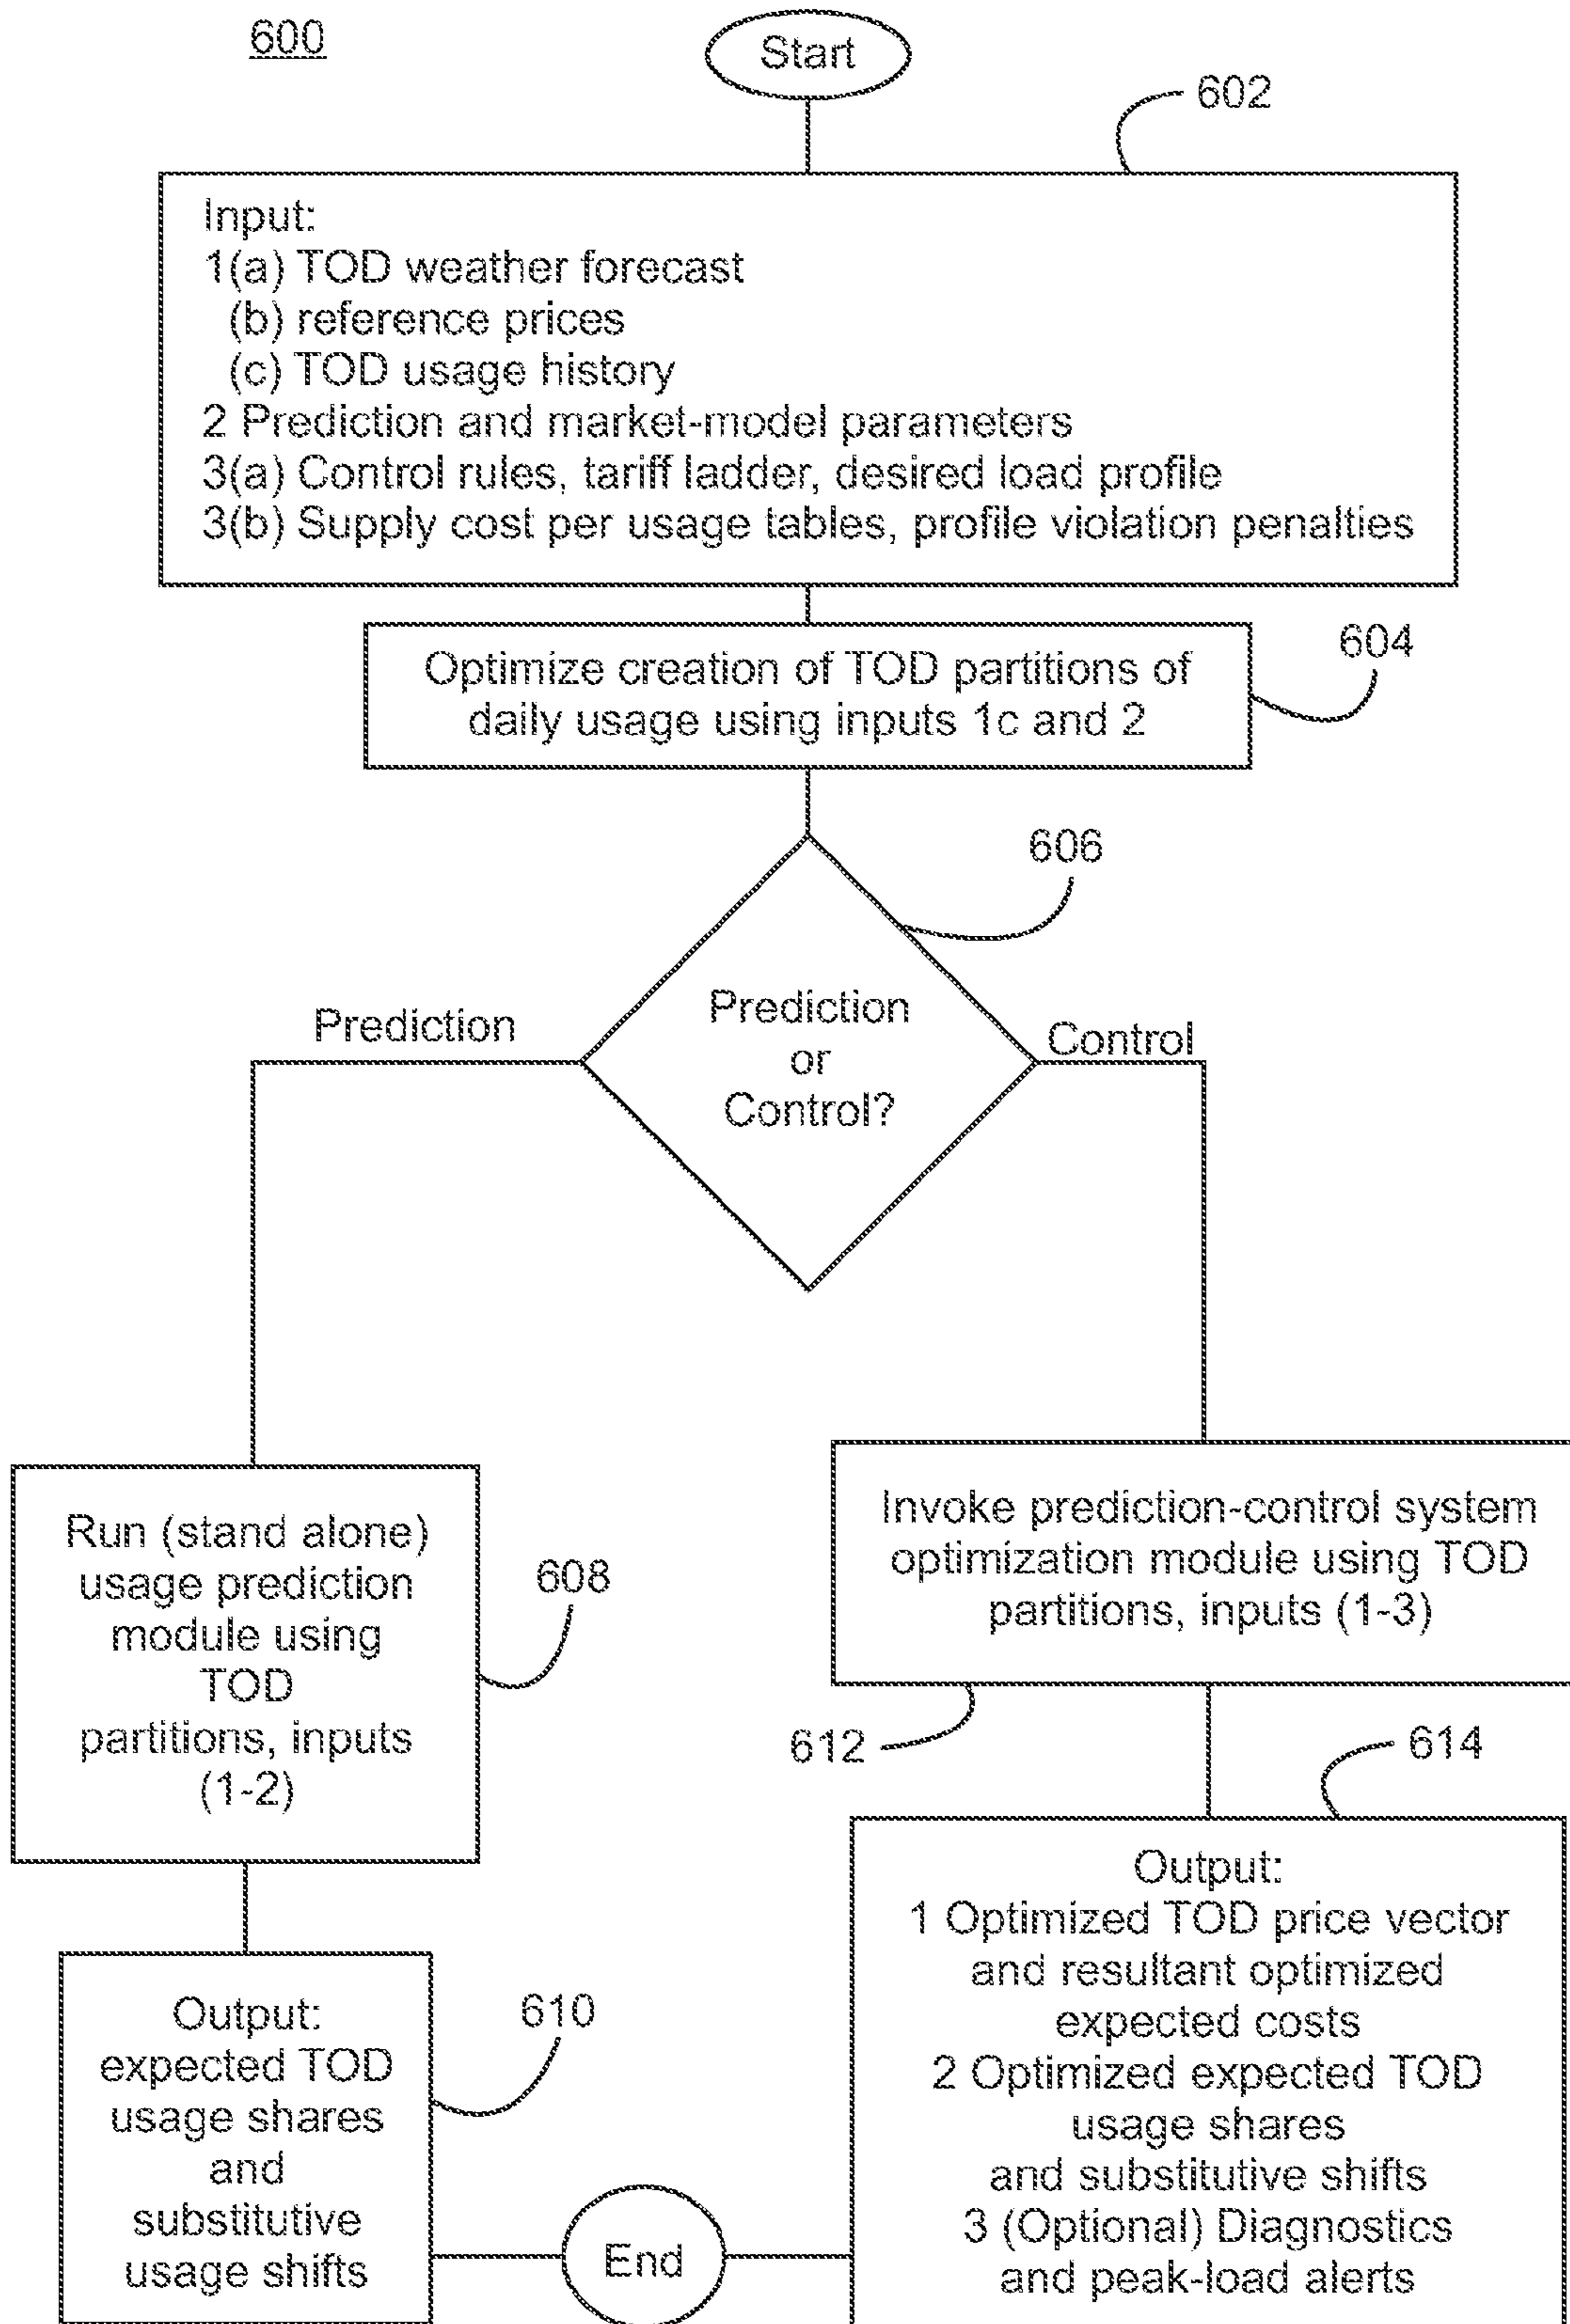 600
Start
602
Input:
1(a) TOD weather forecast
(b) reference prices
(c) TOD usage history
2 Prediction and market-model parameters
3(a) Control rules, tariff ladder, desired load profile
3(b) Supply cost per usage tables, profile violation penalties
604
Optimize creation of TOD partitions of
daily usage using inputs 1c and 2
606
Prediction
or
Control?
Prediction
Control
Run (stand alone)
usage prediction
module using
TOD
partitions, inputs
(1-2)
608
Invoke prediction-control system
optimization module using TOD
partitions, inputs (1-3)
612
614
Output:
expected TOD
usage shares
and
substitutive
usage shifts
610
Output:
1 Optimized TOD price vector
and resultant optimized
expected costs
2 Optimized expected TOD
usage shares
and substitutive shifts
3 (Optional) Diagnostics
and peak-load alerts
End